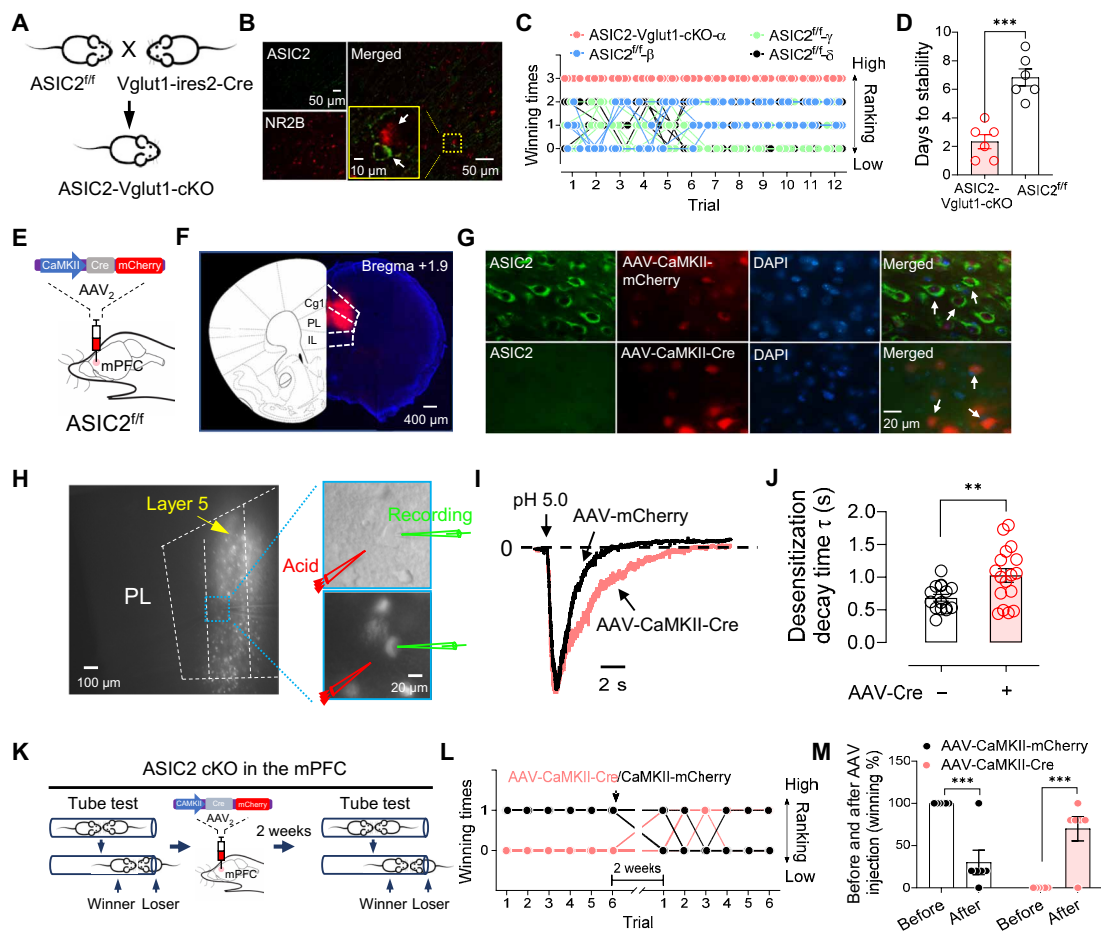 A
X
ASIC2f/f Vglut1-ires2-Cre
ASIC2-Vglut1-cKO
B
ASIC2
50 µm
NR2B
Merged
10 µm
50 µm
C
ASIC2-Vglut1-cKO-α
ASIC2f/f-γ
ASIC2f/f-β
ASIC2f/f-δ
Winning times
3
2
1
0
High
Ranking
Low
1 2 3 4 5 6 7 8 9 10 11 12
Trial
D
***
Days to stability
10
8
6
4
2
0
ASIC2-
Vglut1-cKO
ASIC2f/f
E
CaMKII Cre mCherry
AAV2
mPFC
ASIC2f/f
F
Bregma +1.9
Cg1
PL
IL
400 µm
G
ASIC2
AAV-CaMKII-
mCherry
DAPI
Merged
ASIC2
AAV-CaMKII-Cre
DAPI
Merged
20 µm
H
Layer 5
PL
100 µm
Recording
Acid
20 µm
I
pH 5.0
AAV-mCherry
0
AAV-CaMKII-Cre
2 s
J
**
Desensitization
decay time τ (s)
2.0
1.5
1.0
0.5
0.0
AAV-Cre − +
K
ASIC2 cKO in the mPFC
Tube test
CAMKII Cre mCherry
AAV2
2 weeks
Tube test
mPFC
Winner Loser
Winner Loser
L
AAV-CaMKII-Cre/CaMKII-mCherry
Winning times
1
0
High
Ranking
Low
2 weeks
1 2 3 4 5 6 1 2 3 4 5 6
Trial
M
AAV-CaMKII-mCherry
AAV-CaMKII-Cre
Before and after AAV
injection (winning %)
150
100
50
0
***
***
Before After Before After